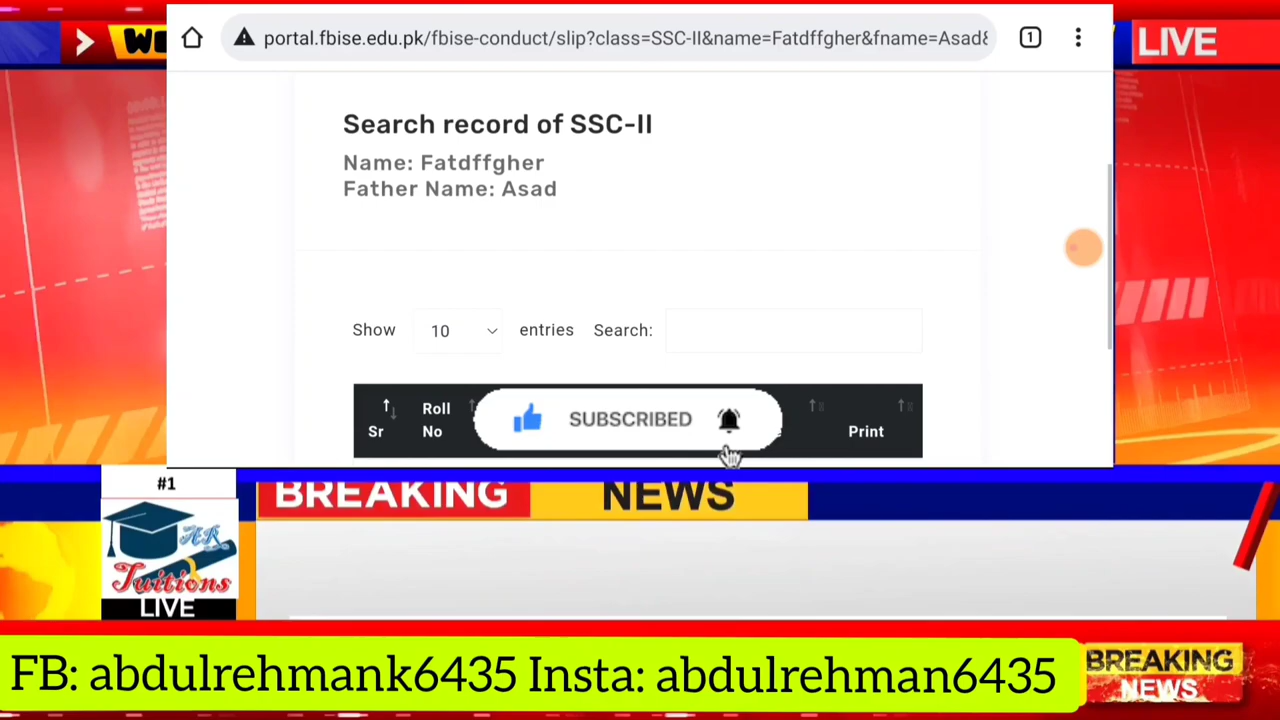 portal.fbise.edu.pk/fbise-conduct/slip?class=SSC-II&name=Fatdffgher&fname=Asad&
1
LIVE
Search record of SSC-II
Name: Fatdffgher
Father Name: Asad
Show 10 entries Search:
Sr Roll No Print
SUBSCRIBED
#1
AR
Tuitions
LIVE
BREAKING NEWS
FB: abdulrehmank6435 Insta: abdulrehman6435
BREAKING
NEWS